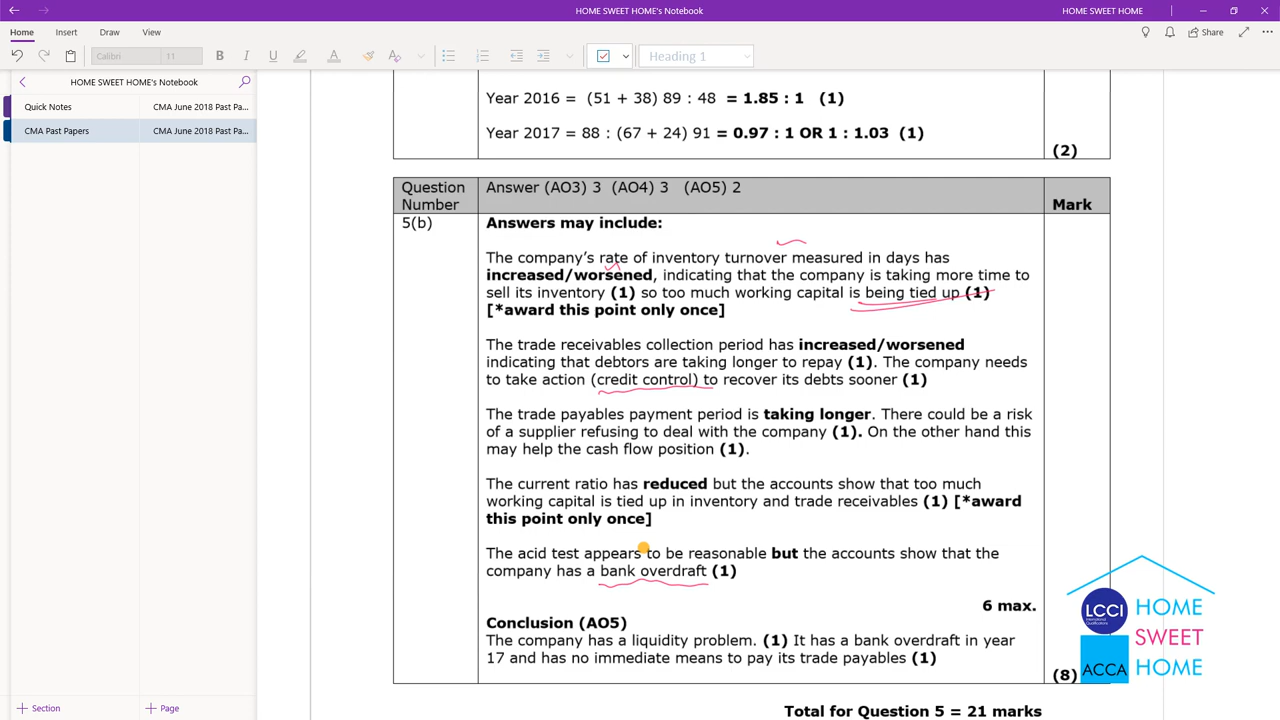 HOME SWEET HOME's Notebook
HOME SWEET HOME
Home Insert Draw View
Share
Calibri 11 B I U A A Heading 1
HOME SWEET HOME's Notebook
Quick Notes
CMA Past Papers
CMA June 2018 Past Pa...
CMA June 2018 Past Pa...
Section
Page
Year 2016 = (51 + 38) 89 : 48 = 1.85 : 1 (1)
Year 2017 = 88 : (67 + 24) 91 = 0.97 : 1 OR 1 : 1.03 (1)
(2)
Question Number
Answer (AO3) 3 (AO4) 3 (AO5) 2
Mark
5(b)
Answers may include:
The company's rate of inventory turnover measured in days has
increased/worsened, indicating that the company is taking more time to
sell its inventory (1) so too much working capital is being tied up (1)
[*award this point only once]
The trade receivables collection period has increased/worsened
indicating that debtors are taking longer to repay (1). The company needs
to take action (credit control) to recover its debts sooner (1)
The trade payables payment period is taking longer. There could be a risk
of a supplier refusing to deal with the company (1). On the other hand this
may help the cash flow position (1).
The current ratio has reduced but the accounts show that too much
working capital is tied up in inventory and trade receivables (1) [*award
this point only once]
The acid test appears to be reasonable but the accounts show that the
company has a bank overdraft (1)
6 max.
Conclusion (AO5)
The company has a liquidity problem. (1) It has a bank overdraft in year
17 and has no immediate means to pay its trade payables (1)
(8)
Total for Question 5 = 21 marks
LCCI
International Qualifications
ACCA
HOME
SWEET
HOME